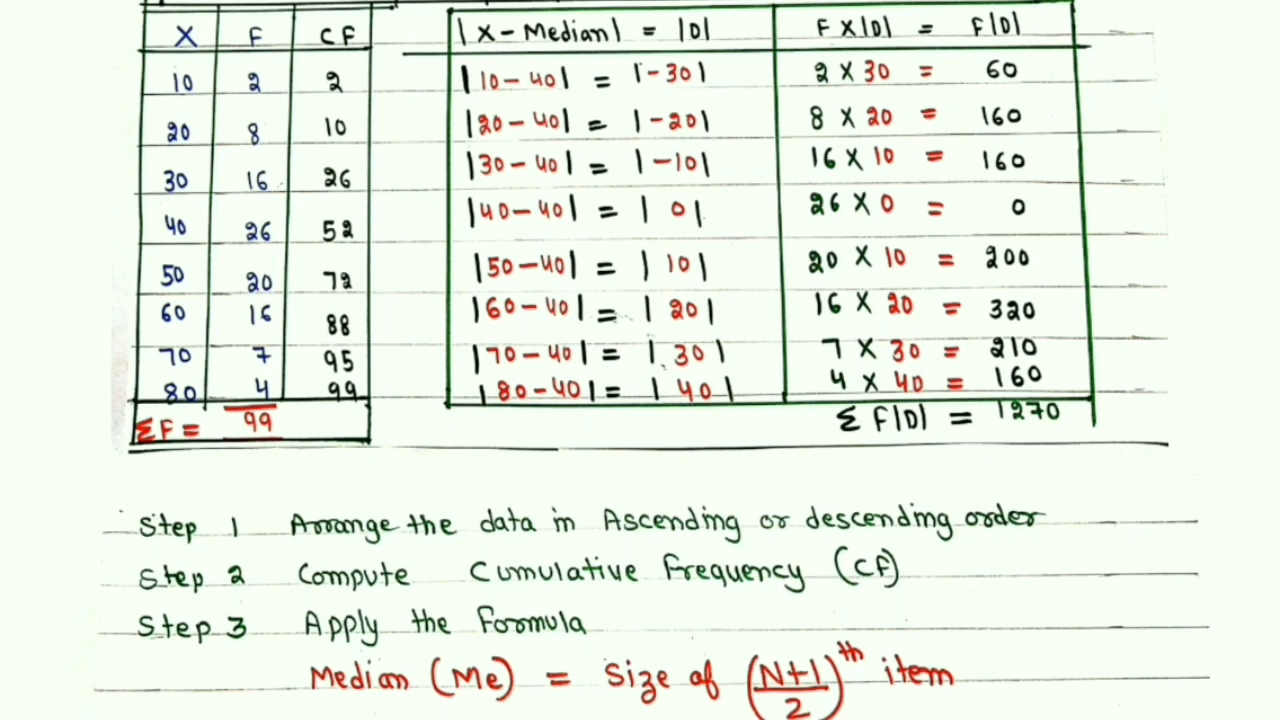 X F CF |X - Median| = |D| F X |D| = F|D|
10 2 2 |10-40| = |-30| 2 X 30 = 60
20 8 10 |20-40| = |-20| 8 X 20 = 160
30 16 26 |30-40| = |-10| 16 X 10 = 160
40 26 52 |40-40| = | 0| 26 X 0 = 0
50 20 72 |50-40| = | 10| 20 X 10 = 200
60 16 88 |60-40| = | 20| 16 X 20 = 320
70 7 95 |70-40| = | 30| 7 X 30 = 210
80 4 99 |80-40| = | 40| 4 X 40 = 160
ΣF = 99 Σ F|D| = 1270
Step 1 Arrange the data in Ascending or descending order
Step 2 Compute Cumulative Frequency (CF)
Step 3 Apply the Formula
Median (Me) = Size of (N+1/2)th item